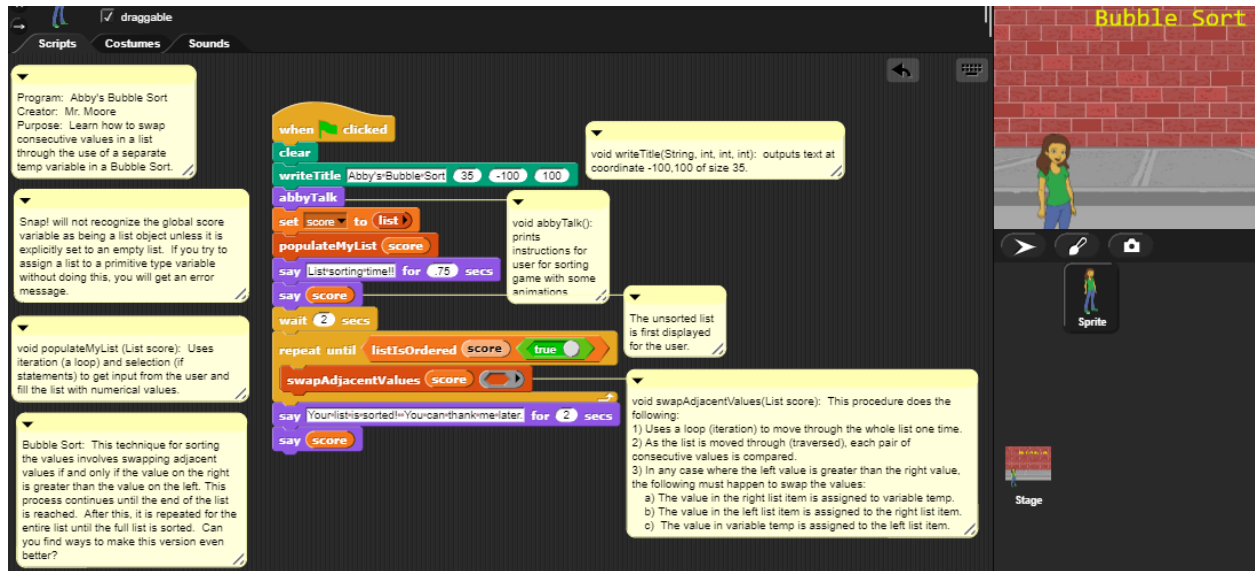 draggable
Scripts Costumes Sounds
Program: Abby's Bubble Sort
Creator: Mr. Moore
Purpose: Learn how to swap
consecutive values in a list
through the use of a separate
temp variable in a Bubble Sort.
Snap! will not recognize the global score
variable as being a list object unless it is
explicitly set to an empty list. If you try to
assign a list to a primitive type variable
without doing this, you will get an error
message.
void populateMyList (List score): Uses
iteration (a loop) and selection (if
statements) to get input from the user and
fill the list with numerical values.
Bubble Sort: This technique for sorting
the values involves swapping adjacent
values if and only if the value on the right
is greater than the value on the left. This
process continues until the end of the list
is reached. After this, it is repeated for the
entire list until the full list is sorted. Can
you find ways to make this version even
better?
when clicked
clear
writeTitle Abby's Bubble Sort 35 -100 100
abbyTalk
set score to list
populateMyList score
say List sorting time!! for .75 secs
say score
wait 2 secs
repeat until listIsOrdered score true
swapAdjacentValues score
say Your list is sorted! You can thank me later. for 2 secs
say score
void writeTitle(String, int, int, int): outputs text at
coordinate -100,100 of size 35.
void abbyTalk():
prints
instructions for
user for sorting
game with some
animations
The unsorted list
is first displayed
for the user.
void swapAdjacentValues(List score): This procedure does the
following:
1) Uses a loop (iteration) to move through the whole list one time.
2) As the list is moved through (traversed), each pair of
consecutive values is compared.
3) In any case where the left value is greater than the right value,
the following must happen to swap the values:
a) The value in the right list item is assigned to variable temp.
b) The value in the left list item is assigned to the right list item.
c) The value in variable temp is assigned to the left list item.
Bubble Sort
Sprite
Stage